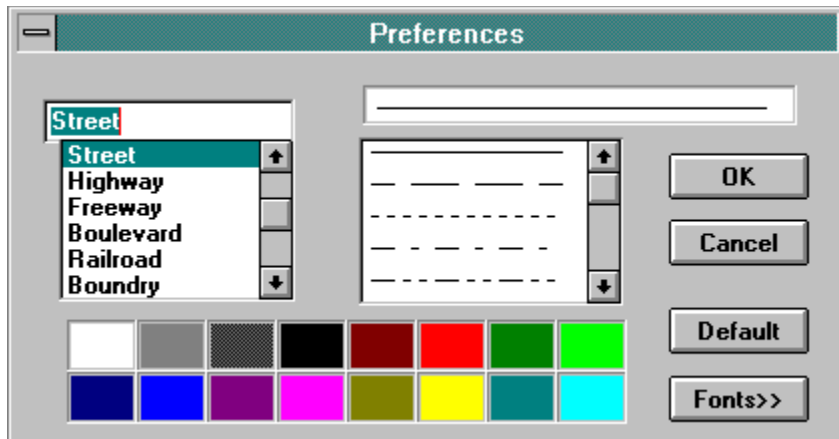 Preferences
Street
Street
Highway
Freeway
Boulevard
Railroad
Boundry
OK
Cancel
Default
Fonts>>